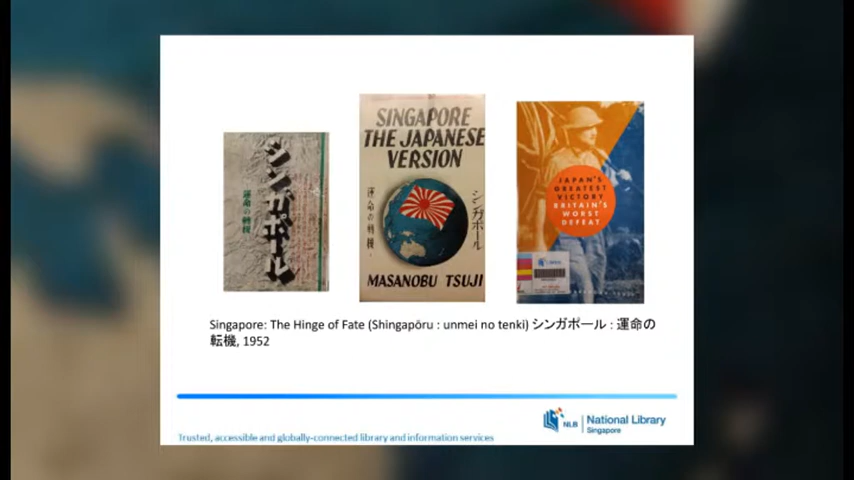 シンガポール
運命の轉機
SINGAPORE
THE JAPANESE
VERSION
運命の轉機
シンガポール
MASANOBU TSUJI
JAPAN'S
GREATEST
VICTORY
BRITAIN'S
WORST
DEFEAT
Singapore: The Hinge of Fate (Shingapōru : unmei no tenki) シンガポール : 運命の
転機, 1952
NLB
National Library
Singapore
Trusted, accessible and globally-connected library and information services